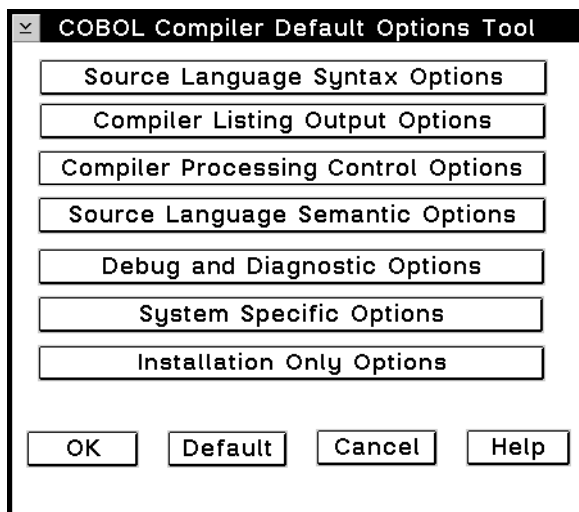 COBOL Compiler Default Options Tool
Source Language Syntax Options
Compiler Listing Output Options
Compiler Processing Control Options
Source Language Semantic Options
Debug and Diagnostic Options
System Specific Options
Installation Only Options
OK Default Cancel Help